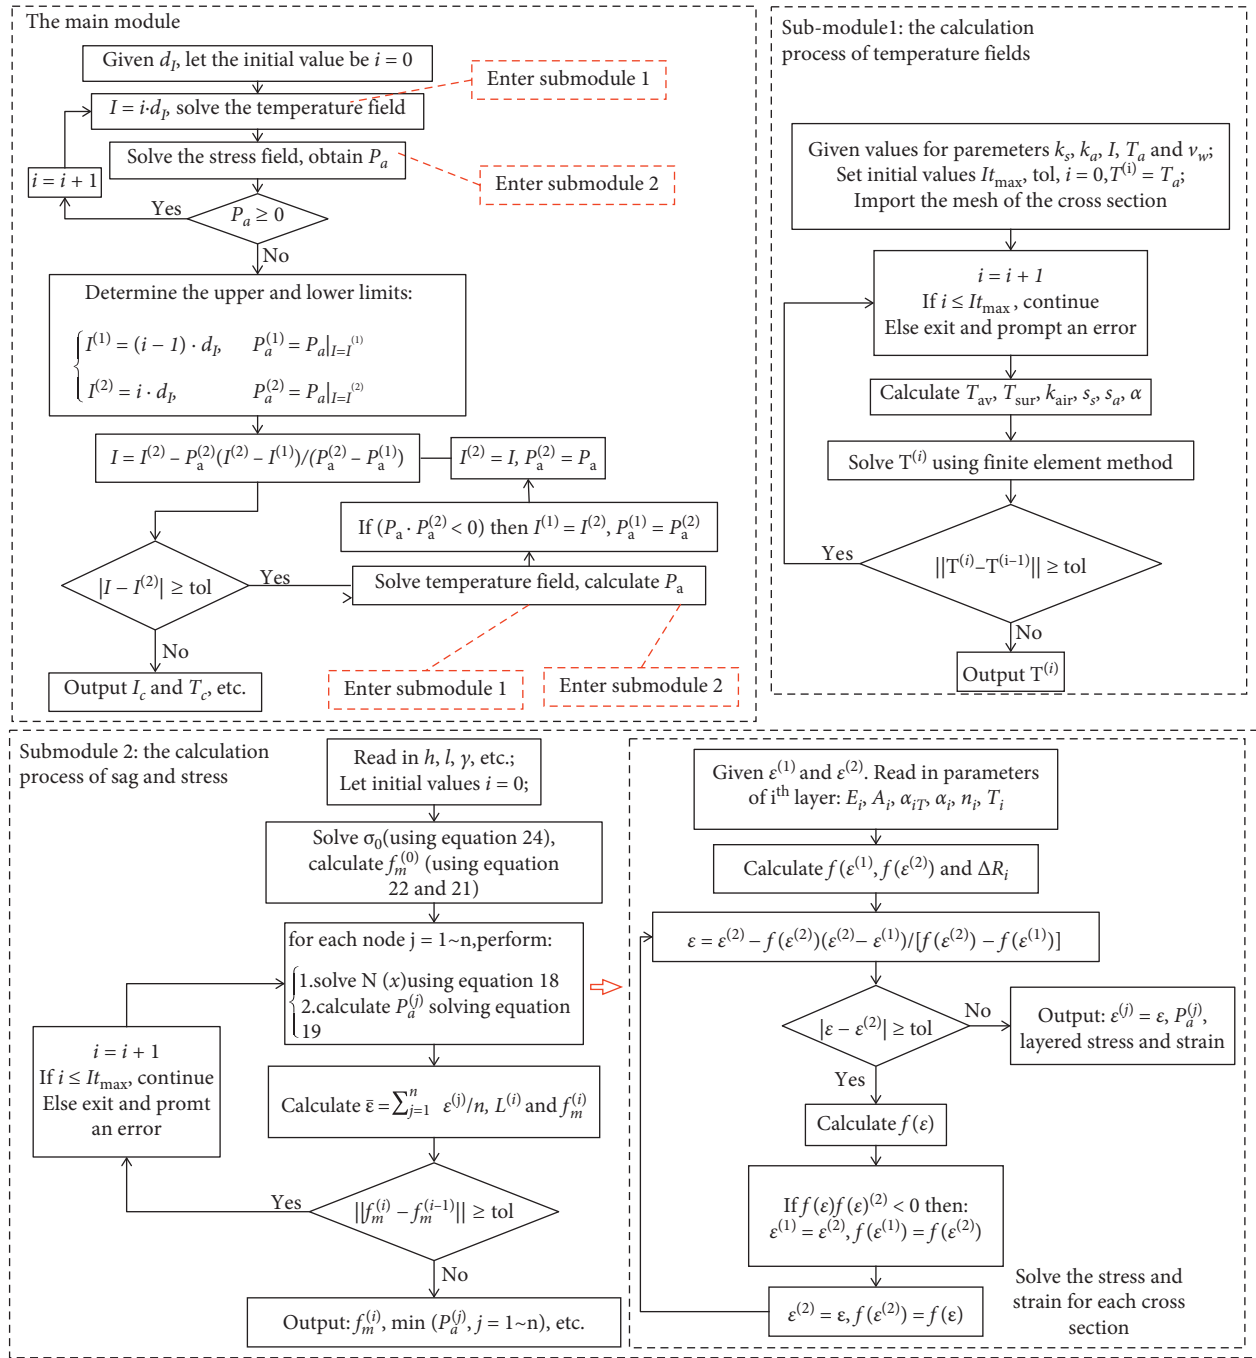 The main module
Given d_I, let the initial value be i = 0
I = i·d_I, solve the temperature field
Enter submodule 1
Solve the stress field, obtain P_a
Enter submodule 2
i = i + 1
Yes
P_a ≥ 0
No
Determine the upper and lower limits:
I^(1) = (i – 1) · d_I, P_a^(1) = P_a|_I=I^(1)
I^(2) = i · d_I, P_a^(2) = P_a|_I=I^(2)
I = I^(2) – P_a^(2)(I^(2) – I^(1))/(P_a^(2) – P_a^(1))
I^(2) = I, P_a^(2) = P_a
If (P_a · P_a^(2) < 0) then I^(1) = I^(2), P_a^(1) = P_a^(2)
|I – I^(2)| ≥ tol
Yes
Solve temperature field, calculate P_a
No
Output I_c and T_c, etc.
Enter submodule 1
Enter submodule 2
Sub-module1: the calculation
process of temperature fields
Given values for paremeters k_s, k_a, I, T_a and v_w;
Set initial values It_max, tol, i = 0,T^(i) = T_a;
Import the mesh of the cross section
i = i + 1
If i ≤ It_max, continue
Else exit and prompt an error
Calculate T_av, T_sur, k_air, s_s, s_a, α
Solve T^(i) using finite element method
Yes
||T^(i)–T^(i–1)|| ≥ tol
No
Output T^(i)
Submodule 2: the calculation
process of sag and stress
Read in h, l, γ, etc.;
Let initial values i = 0;
Solve σ_0(using equation 24),
calculate f_m^(0) (using equation
22 and 21)
for each node j = 1~n,perform:
1.solve N (x)using equation 18
2.calculate P_a^(j) solving equation
19
i = i + 1
If i ≤ It_max, continue
Else exit and promt
an error
Calculate ε̄ = ∑_j=1^n ε^(j)/n, L^(i) and f_m^(i)
Yes
||f_m^(i) – f_m^(i–1)|| ≥ tol
No
Output: f_m^(i), min (P_a^(j), j = 1~n), etc.
Given ε^(1) and ε^(2). Read in parameters
of i^th layer: E_i, A_i, α_iT, α_i, n_i, T_i
Calculate f(ε^(1), f(ε^(2)) and ΔR_i
ε = ε^(2) – f(ε^(2))(ε^(2)– ε^(1))/[f(ε^(2)) – f(ε^(1))]
|ε – ε^(2)| ≥ tol
No
Output: ε^(j) = ε, P_a^(j),
layered stress and strain
Yes
Calculate f(ε)
If f(ε)f(ε)^(2) < 0 then:
ε^(1) = ε^(2), f(ε^(1)) = f(ε^(2))
ε^(2) = ε, f(ε^(2)) = f(ε)
Solve the stress and
strain for each cross
section